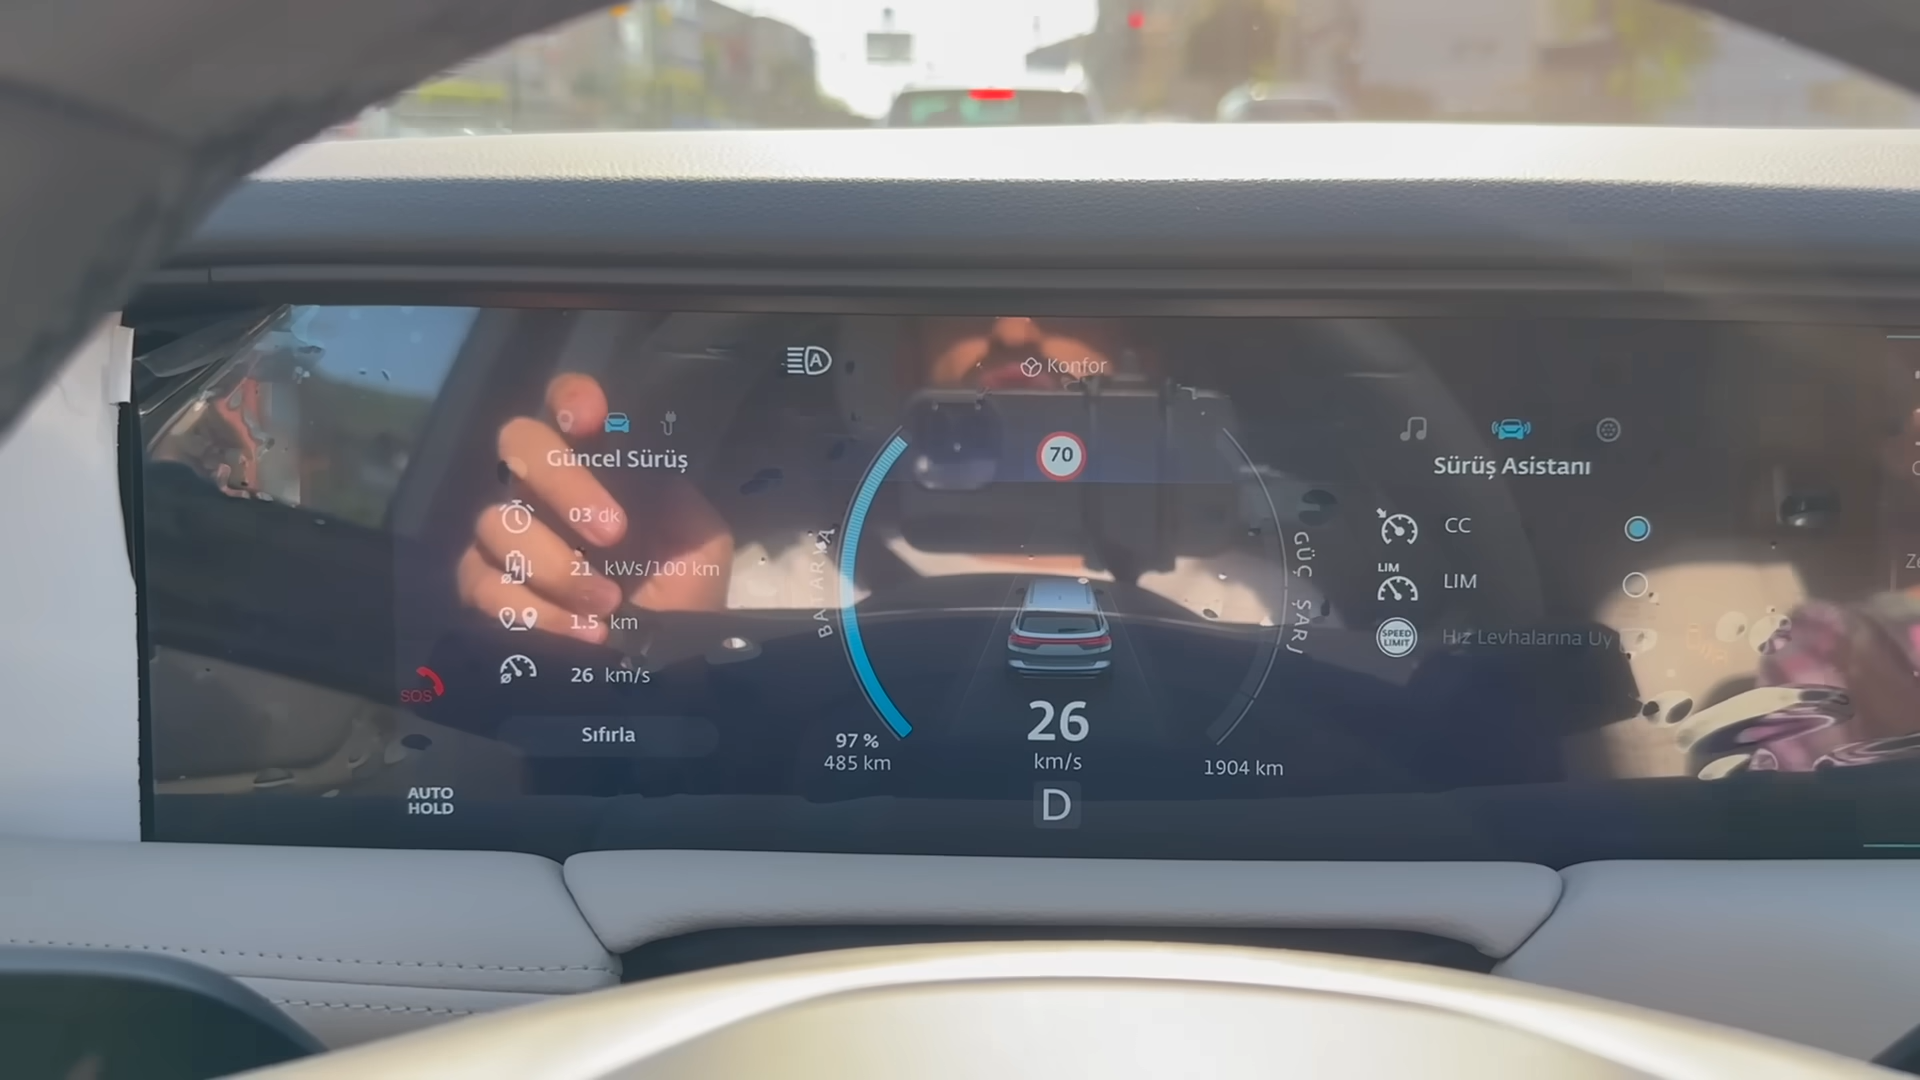 A
Konfor
Güncel Sürüş
03 dk
21 kWs/100 km
1.5 km
26 km/s
Sıfırla
SOS
AUTO
HOLD
BATARYA
70
GÜÇ ŞARJ
97 %
485 km
26
km/s
D
1904 km
Sürüş Asistanı
CC
LIM
LIM
SPEED
LIMIT
Hız Levhalarına Uy